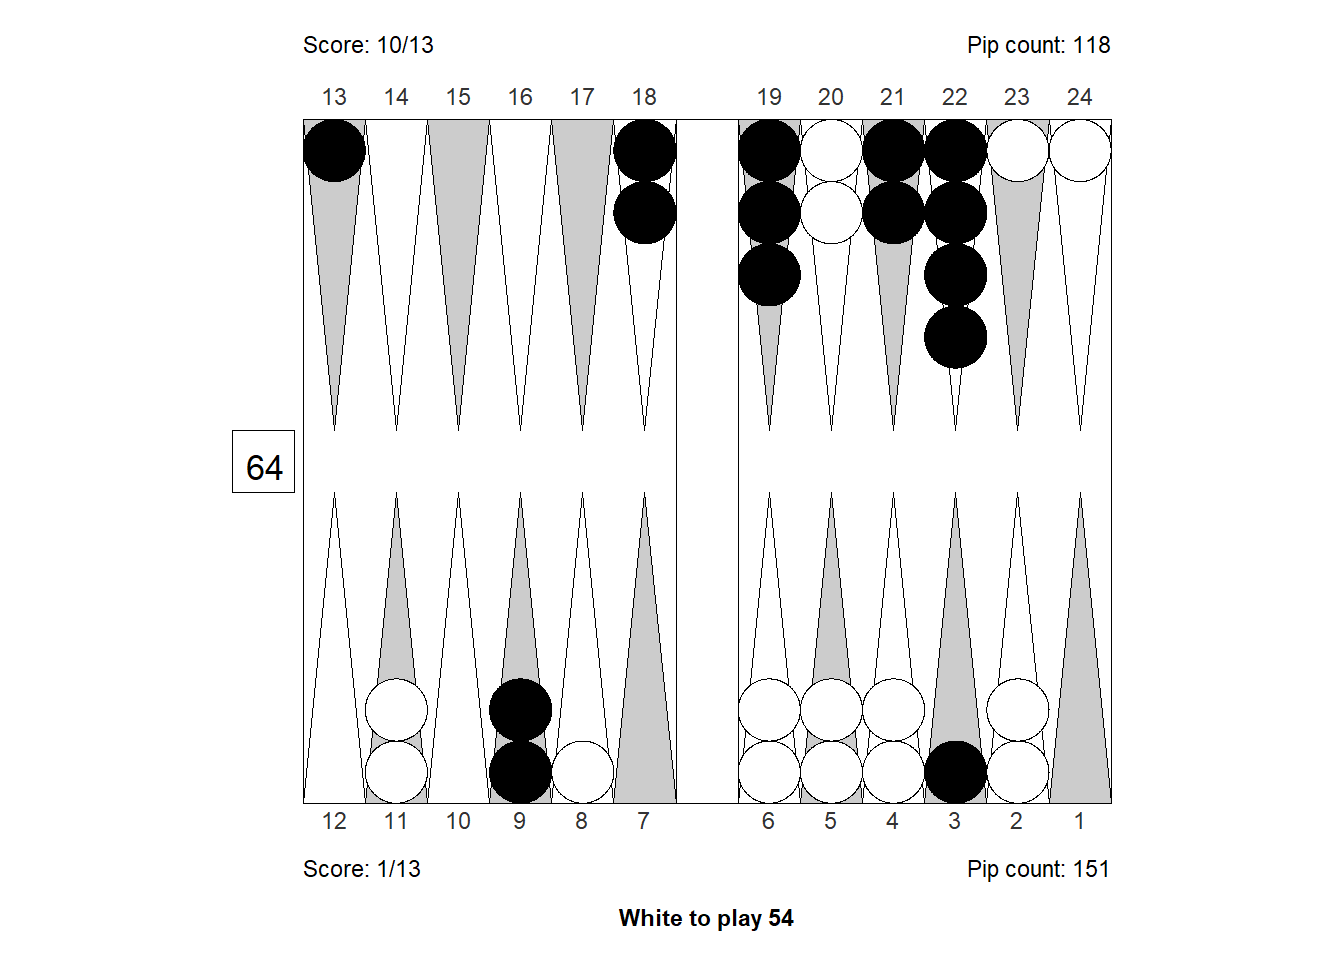 Score: 10/13 Pip count: 118
13 14 15 16 17 18 19 20 21 22 23 24
64
12 11 10 9 8 7 6 5 4 3 2 1
Score: 1/13 Pip count: 151
White to play 54